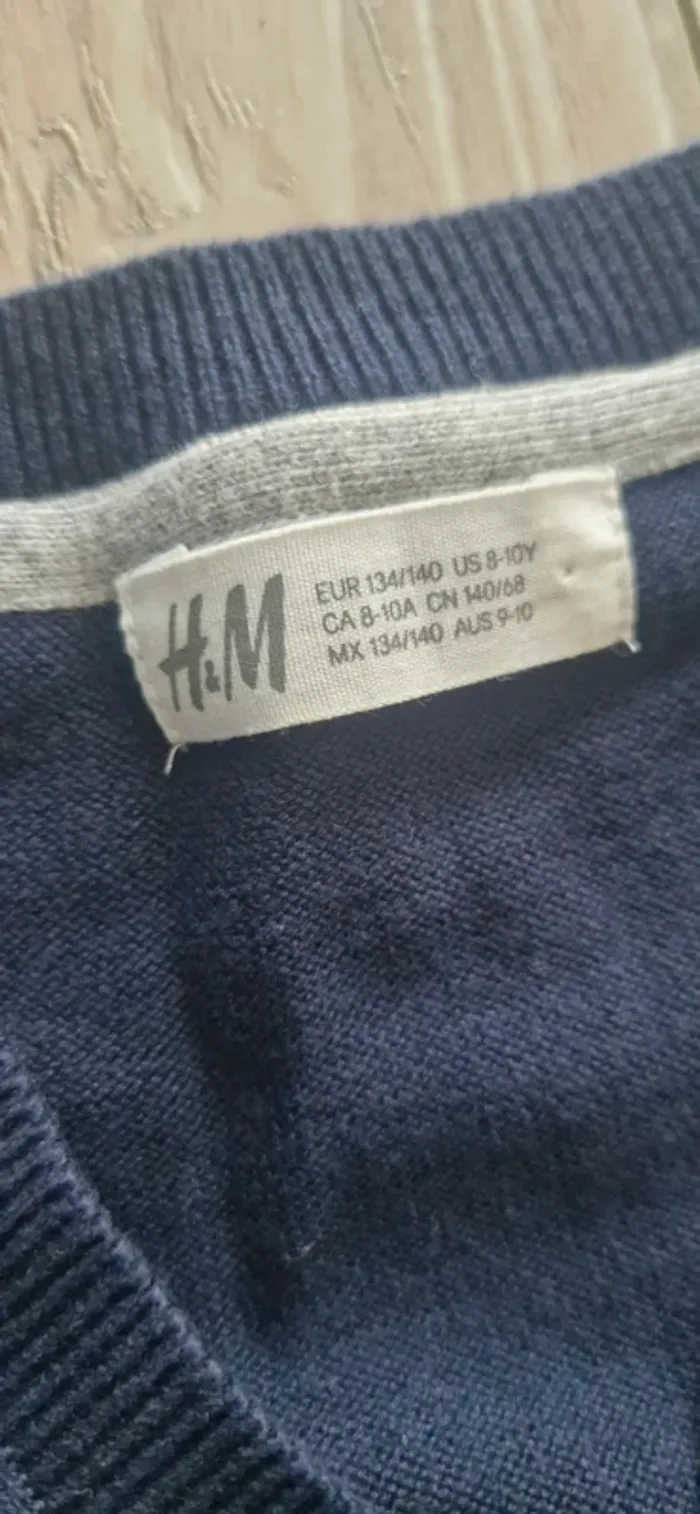 H&M
EUR 134/140 US 8-10Y
CA 8-10A CN 140/68
MX 134/140 AUS 9-10